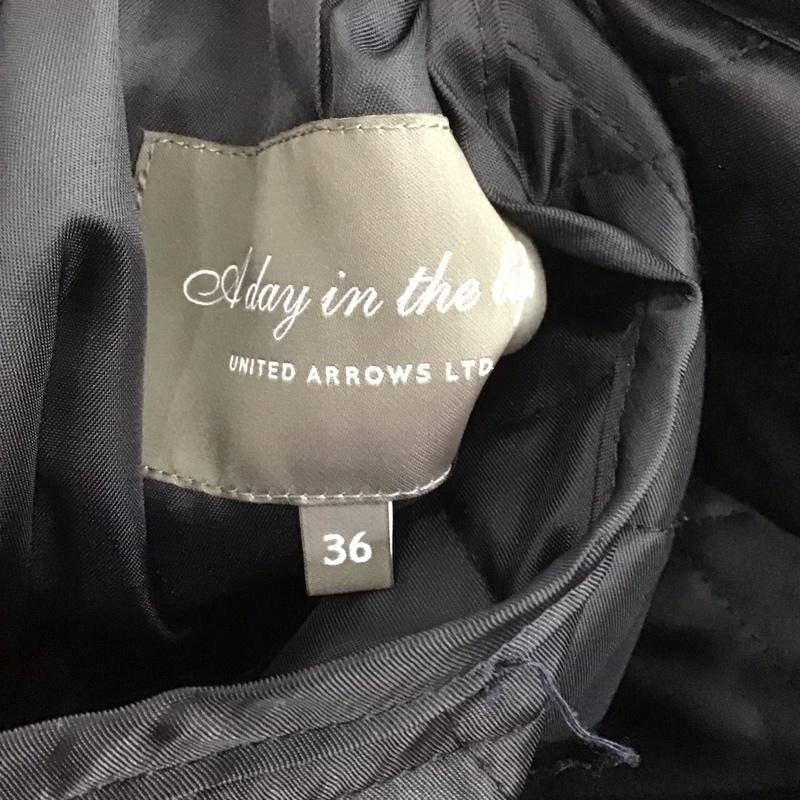 A day in the
UNITED ARROWS LTD
36